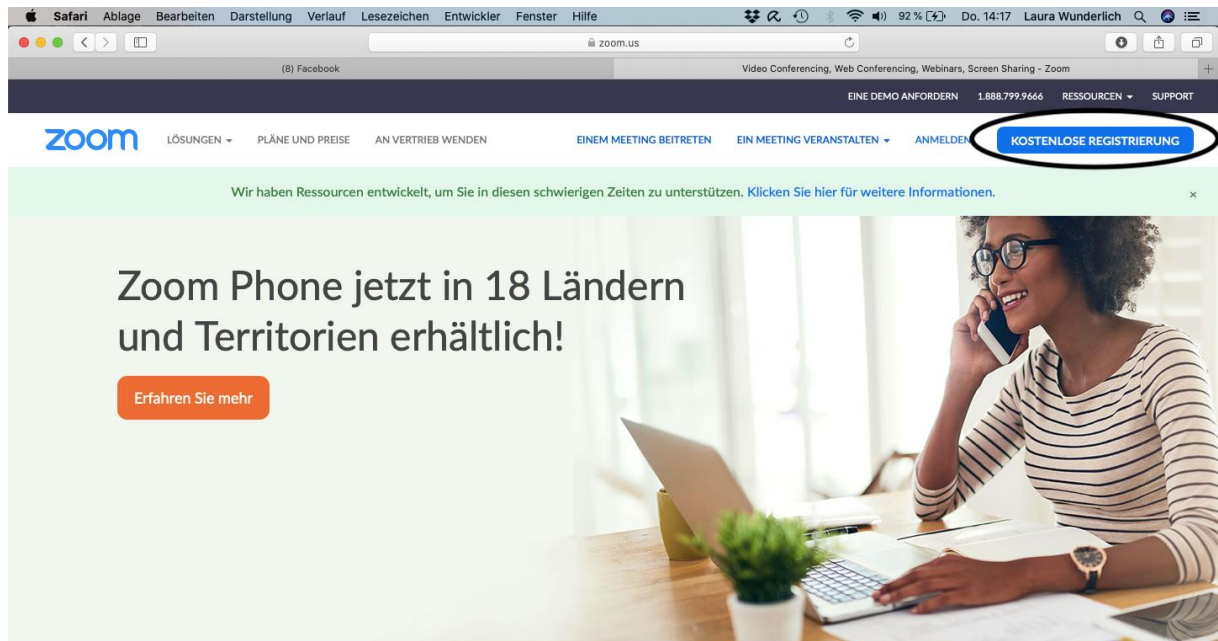 Safari Ablage Bearbeiten Darstellung Verlauf Lesezeichen Entwickler Fenster Hilfe 92 % Do. 14:17 Laura Wunderlich
zoom.us
(8) Facebook Video Conferencing, Web Conferencing, Webinars, Screen Sharing - Zoom
EINE DEMO ANFORDERN 1.888.799.9666 RESSOURCEN SUPPORT
zoom LÖSUNGEN PLÄNE UND PREISE AN VERTRIEB WENDEN EINEM MEETING BEITRETEN EIN MEETING VERANSTALTEN ANMELDEN KOSTENLOSE REGISTRIERUNG
Wir haben Ressourcen entwickelt, um Sie in diesen schwierigen Zeiten zu unterstützen. Klicken Sie hier für weitere Informationen. ×
Zoom Phone jetzt in 18 Ländern
und Territorien erhältlich!
Erfahren Sie mehr